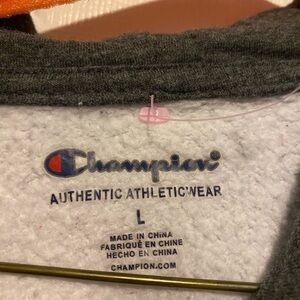 Champion
AUTHENTIC ATHLETICWEAR
L
MADE IN CHINA
FABRIQUÉ EN CHINE
HECHO EN CHINA
CHAMPION.COM